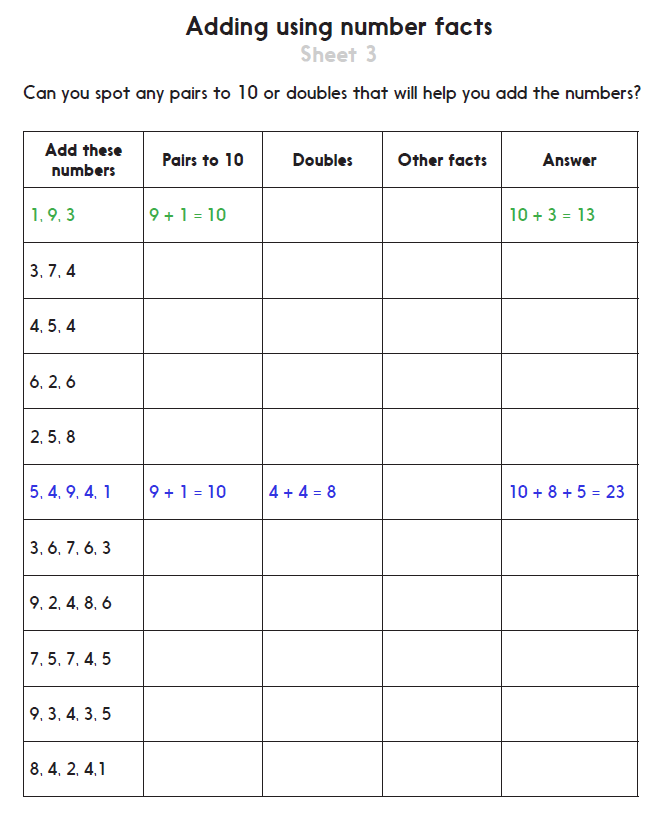 Adding using number facts
Sheet 3
Can you spot any pairs to 10 or doubles that will help you add the numbers?
Add these numbers Pairs to 10 Doubles Other facts Answer
1, 9, 3 9 + 1 = 10 10 + 3 = 13
3, 7, 4
4, 5, 4
6, 2, 6
2, 5, 8
5, 4, 9, 4, 1 9 + 1 = 10 4 + 4 = 8 10 + 8 + 5 = 23
3, 6, 7, 6, 3
9, 2, 4, 8, 6
7, 5, 7, 4, 5
9, 3, 4, 3, 5
8, 4, 2, 4,1